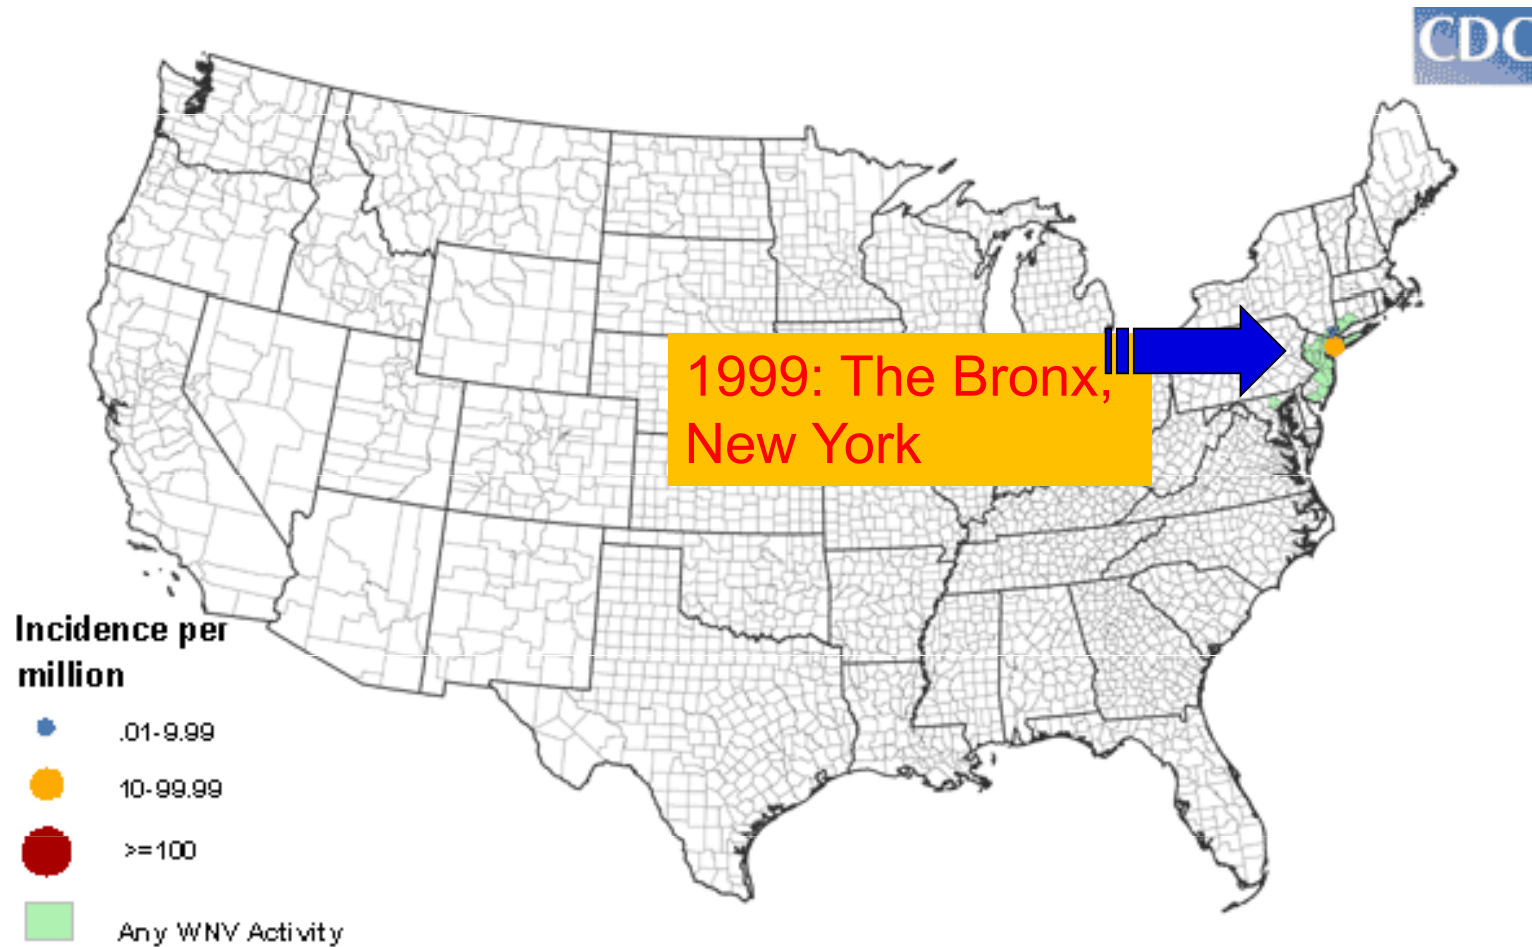 CDC
1999: The Bronx,
New York
Incidence per
million
.01-9.99
10-99.99
>=100
Any WNV Activity